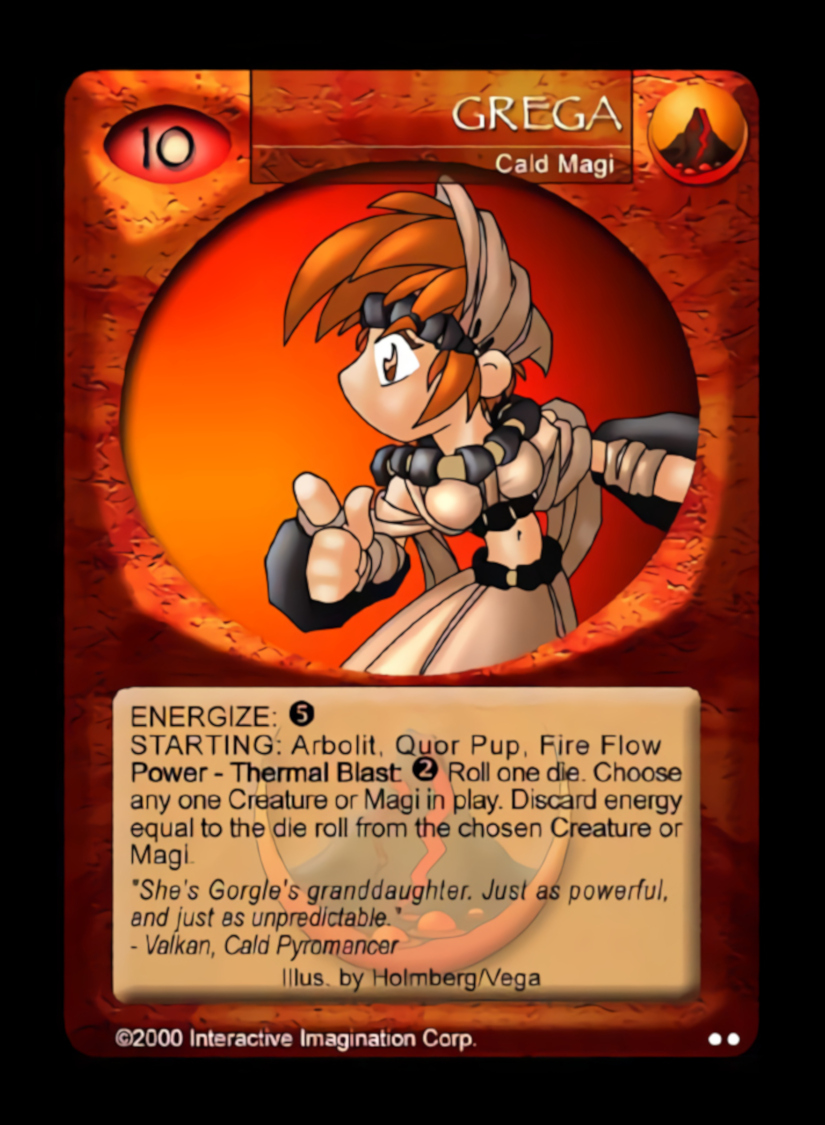 10
GREGA
Cald Magi
ENERGIZE: ❺
STARTING: Arbolit, Quor Pup, Fire Flow
Power - Thermal Blast: ❷ Roll one die. Choose
any one Creature or Magi in play. Discard energy
equal to the die roll from the chosen Creature or
Magi.
"She's Gorgle's granddaughter. Just as powerful,
and just as unpredictable."
- Valkan, Cald Pyromancer
Illus. by Holmberg/Vega
©2000 Interactive Imagination Corp.